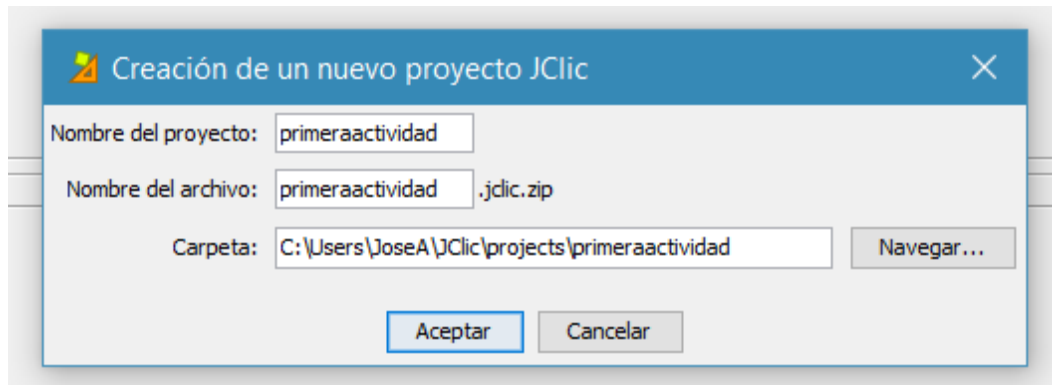 Creación de un nuevo proyecto JClic
Nombre del proyecto: primeraactividad
Nombre del archivo: primeraactividad .jclic.zip
Carpeta: C:\Users\JoseA\JClic\projects\primeraactividad Navegar...
Aceptar Cancelar